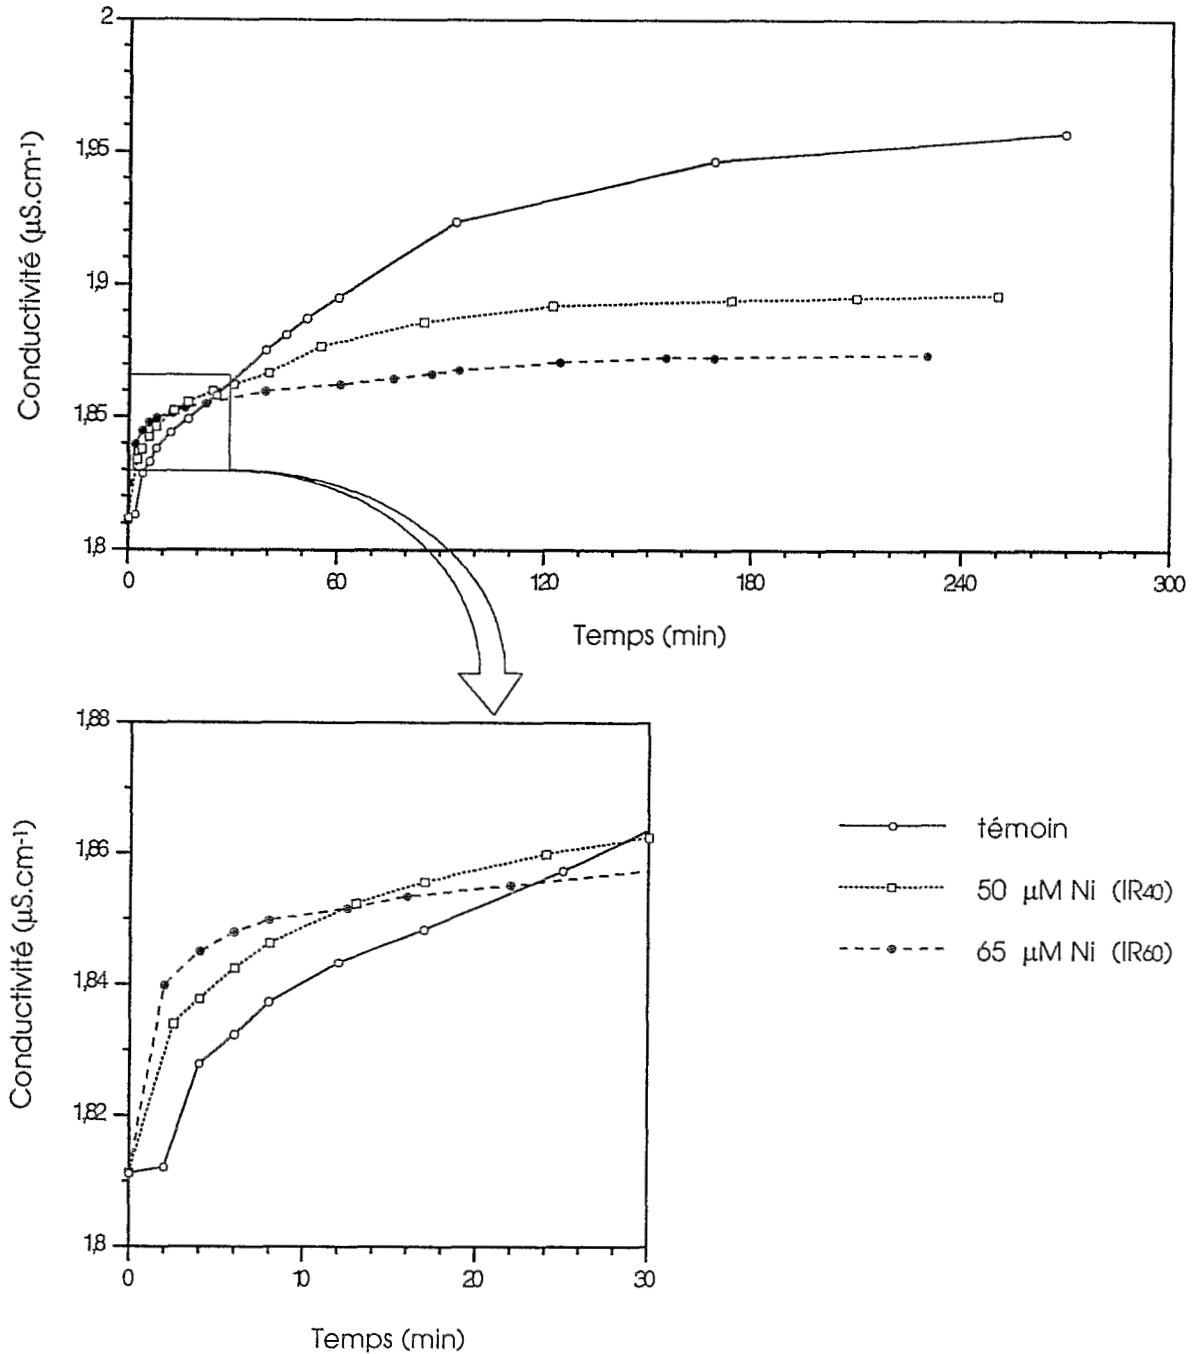 2
1,95
1,9
1,85
1,8
Conductivité (µS.cm-1)
0 60 120 180 240 300
Temps (min)
1,88
1,86
1,84
1,82
1,8
Conductivité (µS.cm-1)
0 10 20 30
Temps (min)
témoin
50 µM Ni (IR40)
65 µM Ni (IR60)